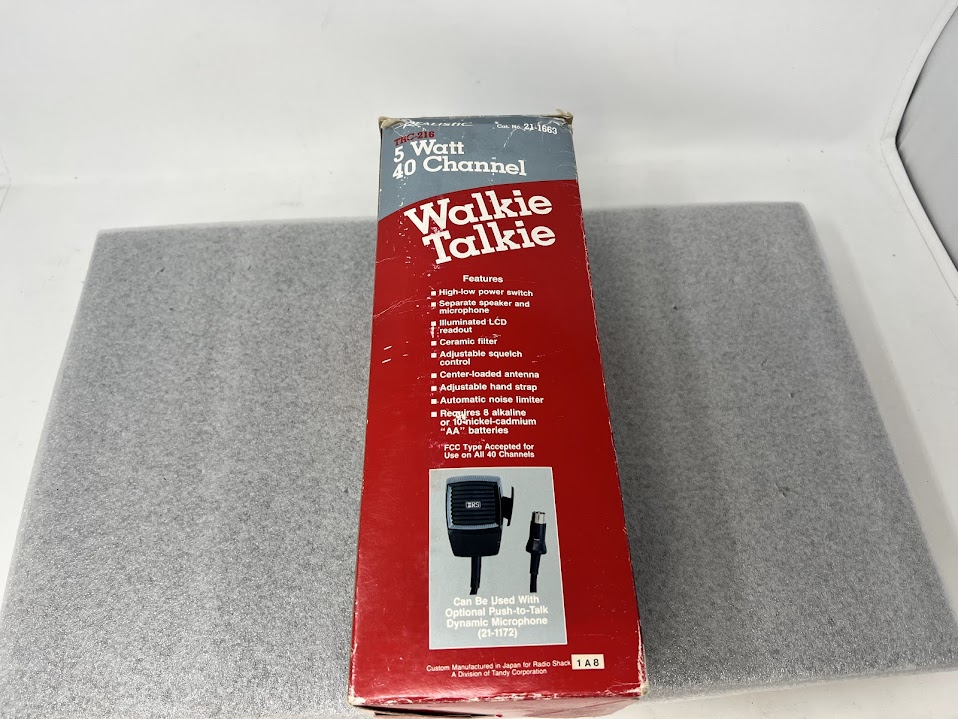 REALISTIC
Cat. No. 21-1663
TRC-216
5 Watt
40 Channel
Walkie
Talkie
Features
■ High-low power switch
■ Separate speaker and
microphone
■ Illuminated LCD
readout
■ Ceramic filter
■ Adjustable squelch
control
■ Center-loaded antenna
■ Adjustable hand strap
■ Automatic noise limiter
■ Requires 8 alkaline
or 10 nickel-cadmium
"AA" batteries
FCC Type Accepted for
Use on All 40 Channels
RS
Can Be Used With
Optional Push-to-Talk
Dynamic Microphone
(21-1172)
Custom Manufactured in Japan for Radio Shack
A Division of Tandy Corporation
1A8